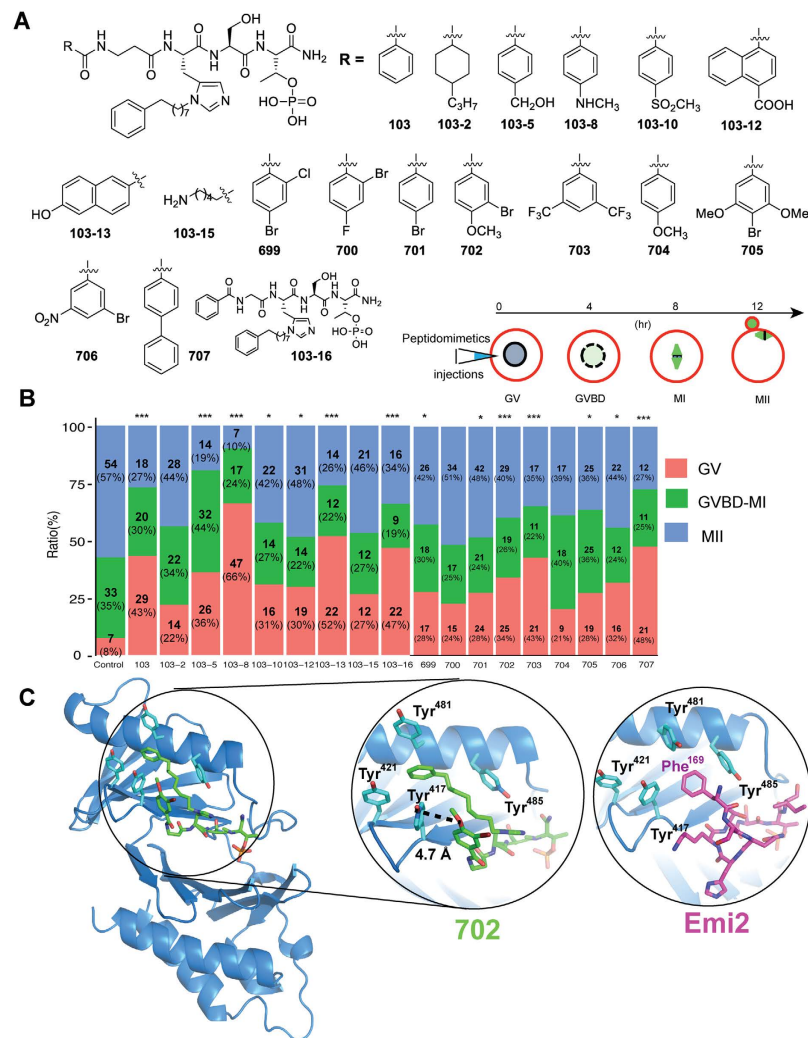 A
R
O
H
N
O
H
N
O
OH
N
H
O
H
N
O
NH₂
O
P=O
HO
OH
N
N
( )₇
R =
C₃H₇
CH₂OH
NHCH₃
SO₂CH₃
COOH
103
103-2
103-5
103-8
103-10
103-12
HO
H₂N
( )₄
Cl
Br
Br
F
Br
Br
OCH₃
F₃C
CF₃
OCH₃
MeO
OMe
Br
103-13
103-15
699
700
701
702
703
704
705
O₂N
Br
706
707
103-16
0
4
8
12
(hr)
Peptidomimetics
injections
GV
GVBD
MI
MII
B
*** *** *** * * *** *** * * *** *** * * ***
Ratio(%)
100
75
50
25
0
54 (57%)
33 (35%)
7 (8%)
18 (27%)
20 (30%)
29 (43%)
28 (44%)
22 (34%)
14 (22%)
14 (19%)
32 (44%)
26 (36%)
7 (10%)
17 (24%)
47 (66%)
22 (42%)
14 (27%)
16 (31%)
31 (48%)
14 (22%)
19 (30%)
14 (26%)
12 (22%)
22 (52%)
21 (46%)
12 (27%)
12 (27%)
16 (34%)
9 (19%)
22 (47%)
26 (42%)
18 (30%)
17 (28%)
34 (51%)
17 (25%)
15 (24%)
42 (48%)
21 (24%)
24 (28%)
29 (40%)
19 (26%)
25 (34%)
17 (35%)
11 (22%)
21 (43%)
17 (39%)
18 (40%)
9 (21%)
25 (36%)
25 (36%)
19 (28%)
22 (44%)
12 (24%)
16 (32%)
12 (27%)
11 (25%)
21 (48%)
Control 103 103-2 103-5 103-8 103-10 103-12 103-13 103-15 103-16 699 700 701 702 703 704 705 706 707
GV
GVBD-MI
MII
C
Tyr⁴⁸¹
Tyr⁴²¹
Tyr⁴¹⁷
Tyr⁴⁸⁵
4.7 Å
702
Tyr⁴⁸¹
Tyr⁴²¹
Phe¹⁶⁹
Tyr⁴⁸⁵
Tyr⁴¹⁷
Emi2